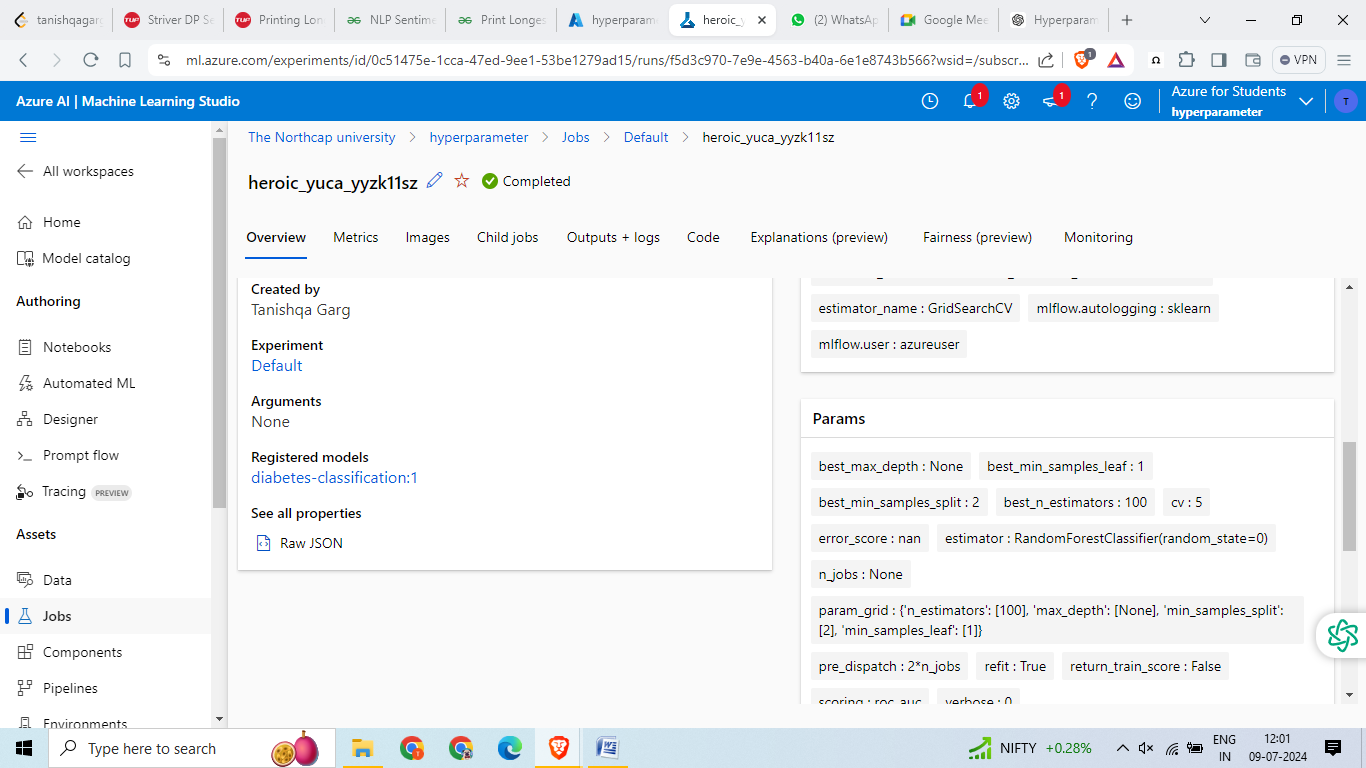 tanishqagarg
Striver DP Se
Printing Lon
NLP Sentime
Print Longes
hyperparame
heroic_y
(2) WhatsAp
Google Mee
Hyperparam
ml.azure.com/experiments/id/0c51475e-1cca-47ed-9ee1-53be1279ad15/runs/f5d3c970-7e9e-4563-b40a-6e1e8743b566?wsid=/subscr...
1
VPN
Azure AI | Machine Learning Studio
1
1
Azure for Students
hyperparameter
T
All workspaces
Home
Model catalog
Authoring
Notebooks
Automated ML
Designer
Prompt flow
Tracing PREVIEW
Assets
Data
Jobs
Components
Pipelines
Environments
The Northcap university > hyperparameter > Jobs > Default > heroic_yuca_yyzk11sz
heroic_yuca_yyzk11sz Completed
Overview Metrics Images Child jobs Outputs + logs Code Explanations (preview) Fairness (preview) Monitoring
Created by
Tanishqa Garg
Experiment
Default
Arguments
None
Registered models
diabetes-classification:1
See all properties
Raw JSON
estimator_name : GridSearchCV mlflow.autologging : sklearn
mlflow.user : azureuser
Params
best_max_depth : None best_min_samples_leaf : 1
best_min_samples_split : 2 best_n_estimators : 100 cv : 5
error_score : nan estimator : RandomForestClassifier(random_state=0)
n_jobs : None
param_grid : {'n_estimators': [100], 'max_depth': [None], 'min_samples_split':
[2], 'min_samples_leaf': [1]}
pre_dispatch : 2*n_jobs refit : True return_train_score : False
scoring : roc_auc verbose : 0
Type here to search
NIFTY +0.28%
ENG
IN
12:01
09-07-2024